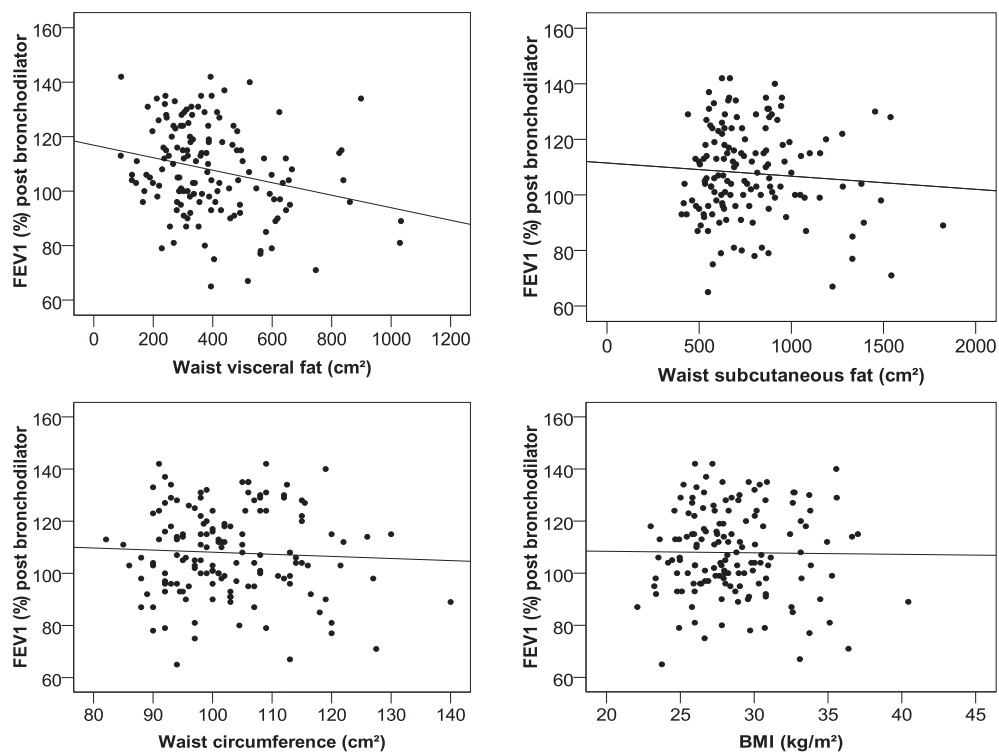 160
140
120
100
80
60
FEV1 (%) post bronchodilator
0 200 400 600 800 1000 1200
Waist visceral fat (cm²)
160
140
120
100
80
60
FEV1 (%) post bronchodilator
0 500 1000 1500 2000
Waist subcutaneous fat (cm²)
160
140
120
100
80
60
FEV1 (%) post bronchodilator
80 90 100 110 120 130 140
Waist circumference (cm²)
160
140
120
100
80
60
FEV1 (%) post bronchodilator
20 25 30 35 40 45
BMI (kg/m²)